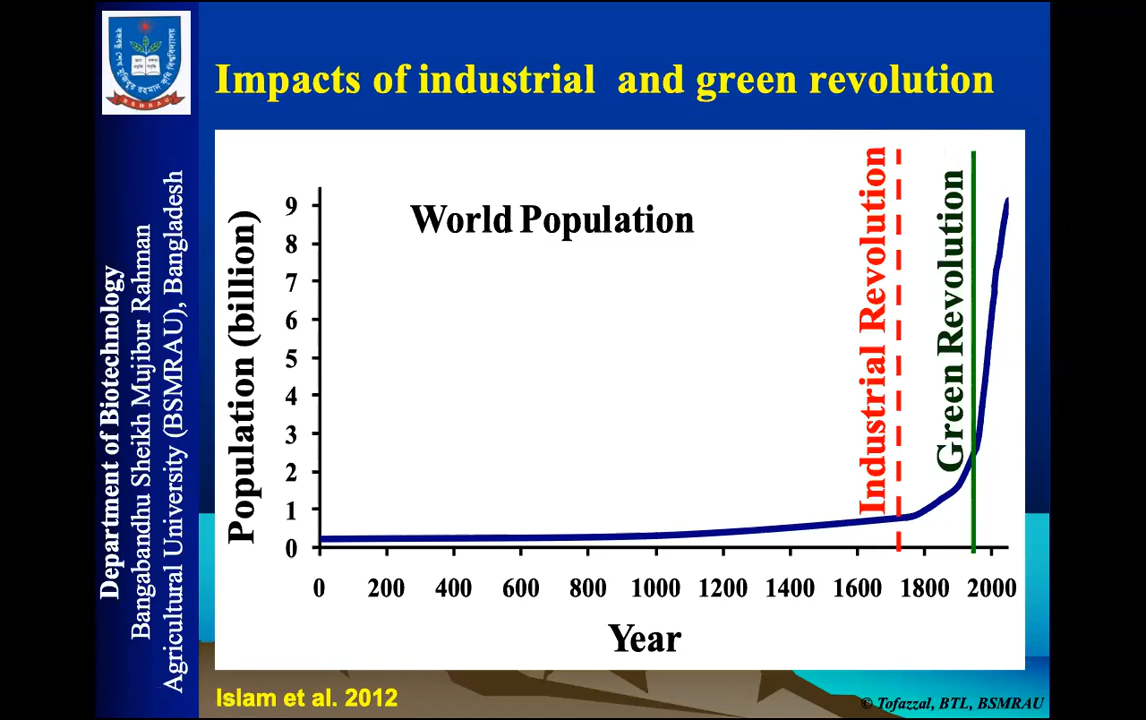 Impacts of industrial  and green revolution
Department of Biotechnology
Bangabandhu Sheikh Mujibur Rahman
Agricultural University (BSMRAU), Bangladesh
BSMRAU
World Population
Industrial Revolution
Green Revolution
Population (billion)
9
8
7
6
5
4
3
2
1
0
0 200 400 600 800 1000 1200 1400 1600 1800 2000
Year
Islam et al. 2012
© Tofazzal, BTL, BSMRAU